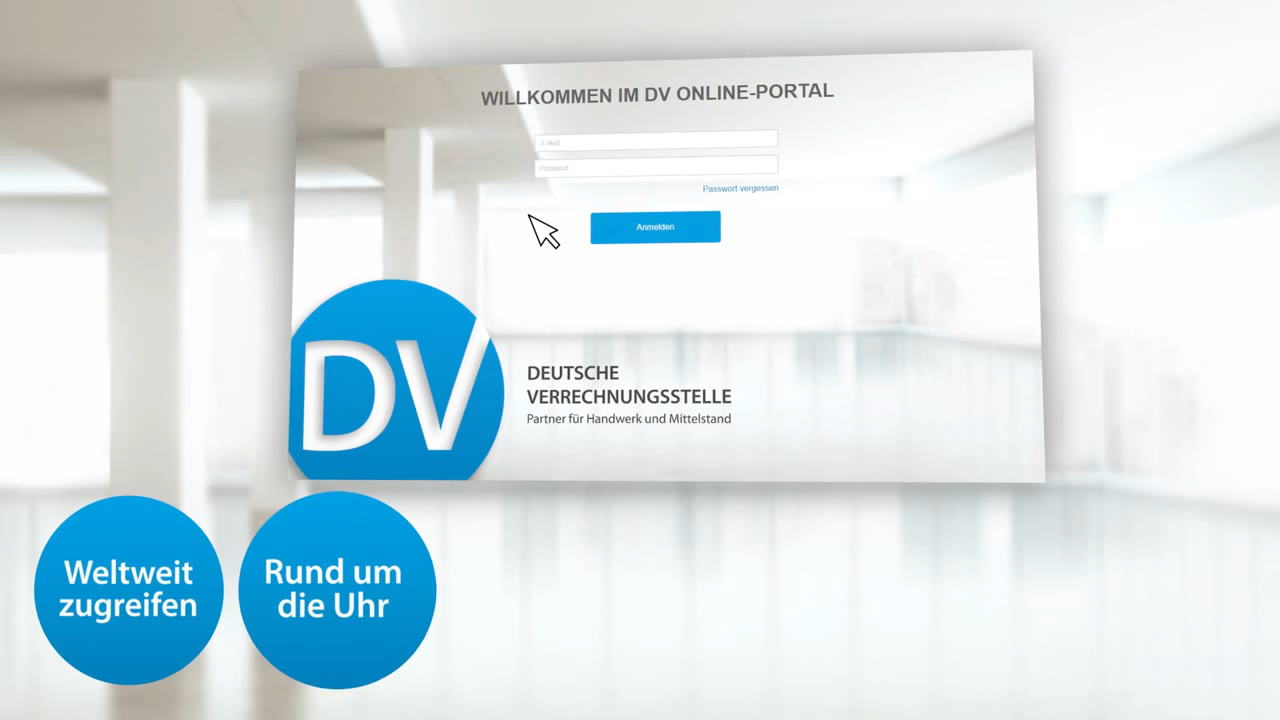 WILLKOMMEN IM DV ONLINE-PORTAL
E-Mail
Passwort
Passwort vergessen
Anmelden
DV
DEUTSCHE
VERRECHNUNGSSTELLE
Partner für Handwerk und Mittelstand
Weltweit
zugreifen
Rund um
die Uhr